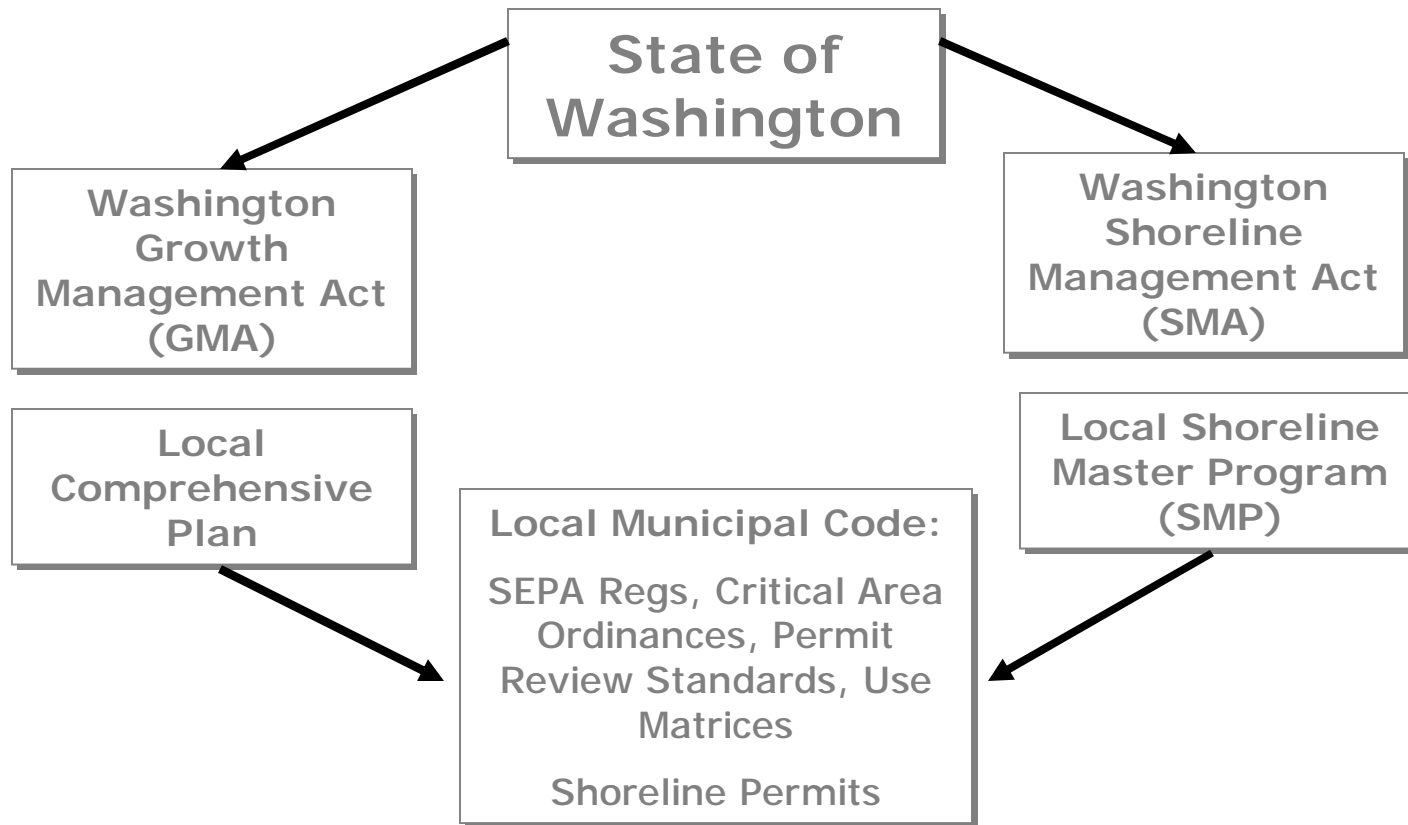 State of
Washington
Washington
Growth
Management Act
(GMA)
Washington
Shoreline
Management Act
(SMA)
Local
Comprehensive
Plan
Local Shoreline
Master Program
(SMP)
Local Municipal Code:
SEPA Regs, Critical Area
Ordinances, Permit
Review Standards, Use
Matrices
Shoreline Permits